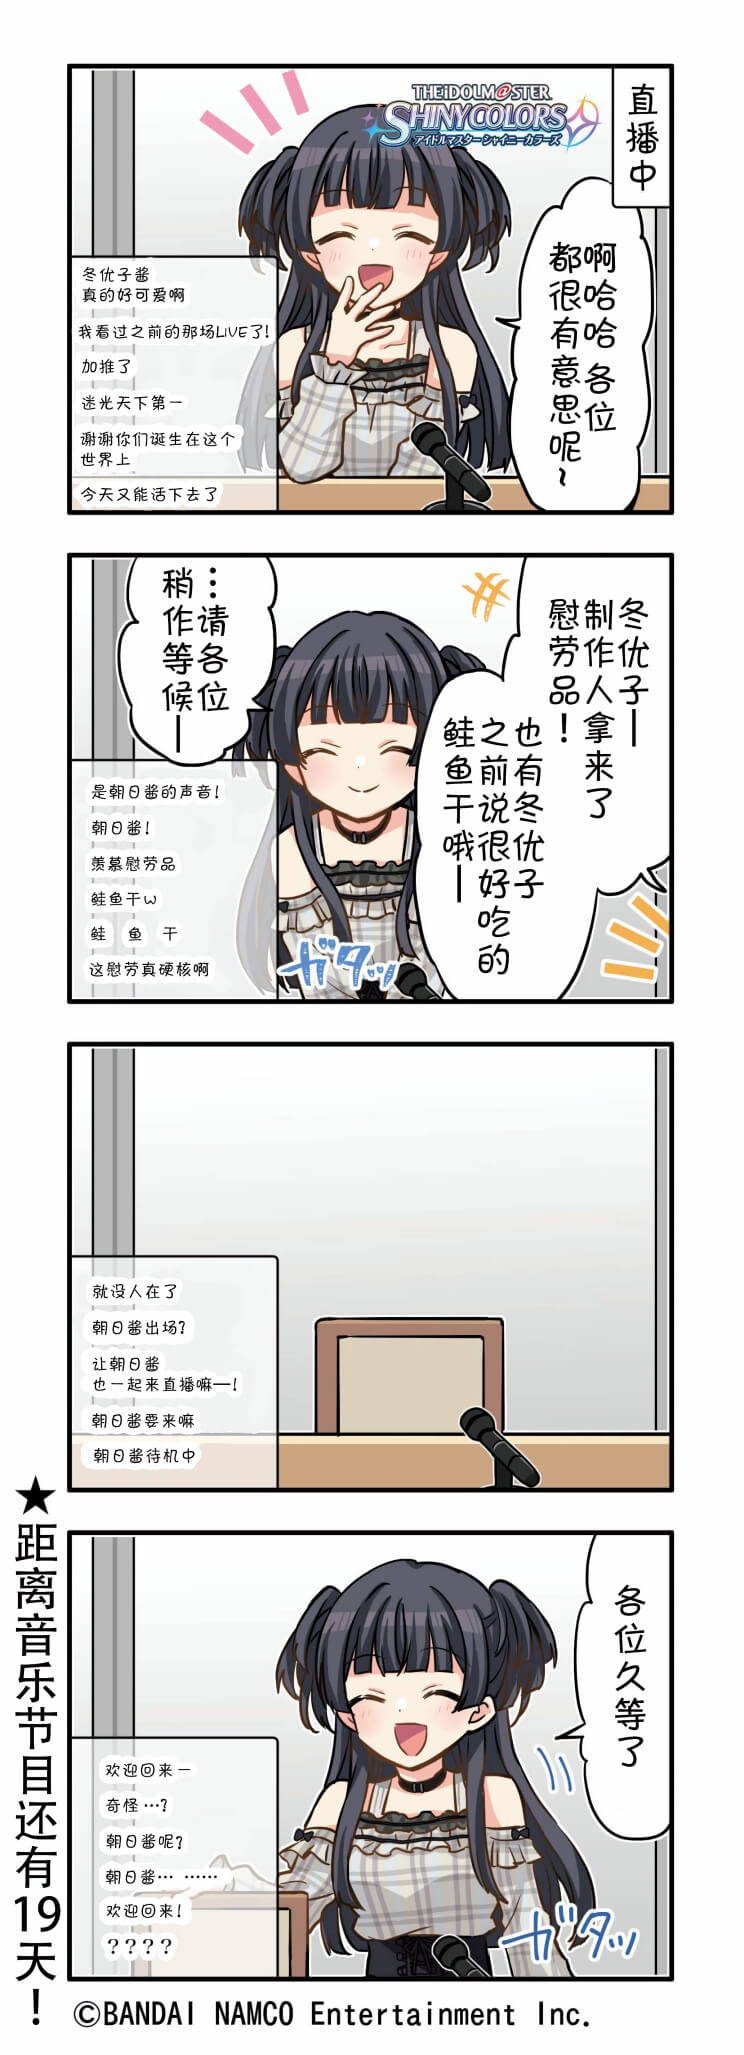 THE iDOLM@STER
SHINYCOLORS
アイドルマスター シャイニーカラーズ
直播中
啊哈哈 各位
都很有意思呢～
冬优子酱
真的好可爱啊
我看过之前的那场LIVE了!
加推了
迷光天下第一
谢谢你们诞生在这个
世界上
今天又能活下去了
冬优子—
制作人拿来了
慰劳品！
也有冬优子
之前说很好吃的
鲑鱼干哦—
…请各位
稍作等候—
是朝日酱的声音!
朝日酱!
羡慕慰劳品
鲑鱼干w
鲑 鱼 干
这慰劳真硬核啊
ガタッ
就没人在了
朝日酱出场?
让朝日酱
也一起来直播嘛—!
朝日酱要来嘛
朝日酱待机中
各位久等了
欢迎回来—
奇怪…?
朝日酱呢?
朝日酱… ……
欢迎回来!
????
ガタッ
★距离音乐节目还有19天！
©BANDAI NAMCO Entertainment Inc.